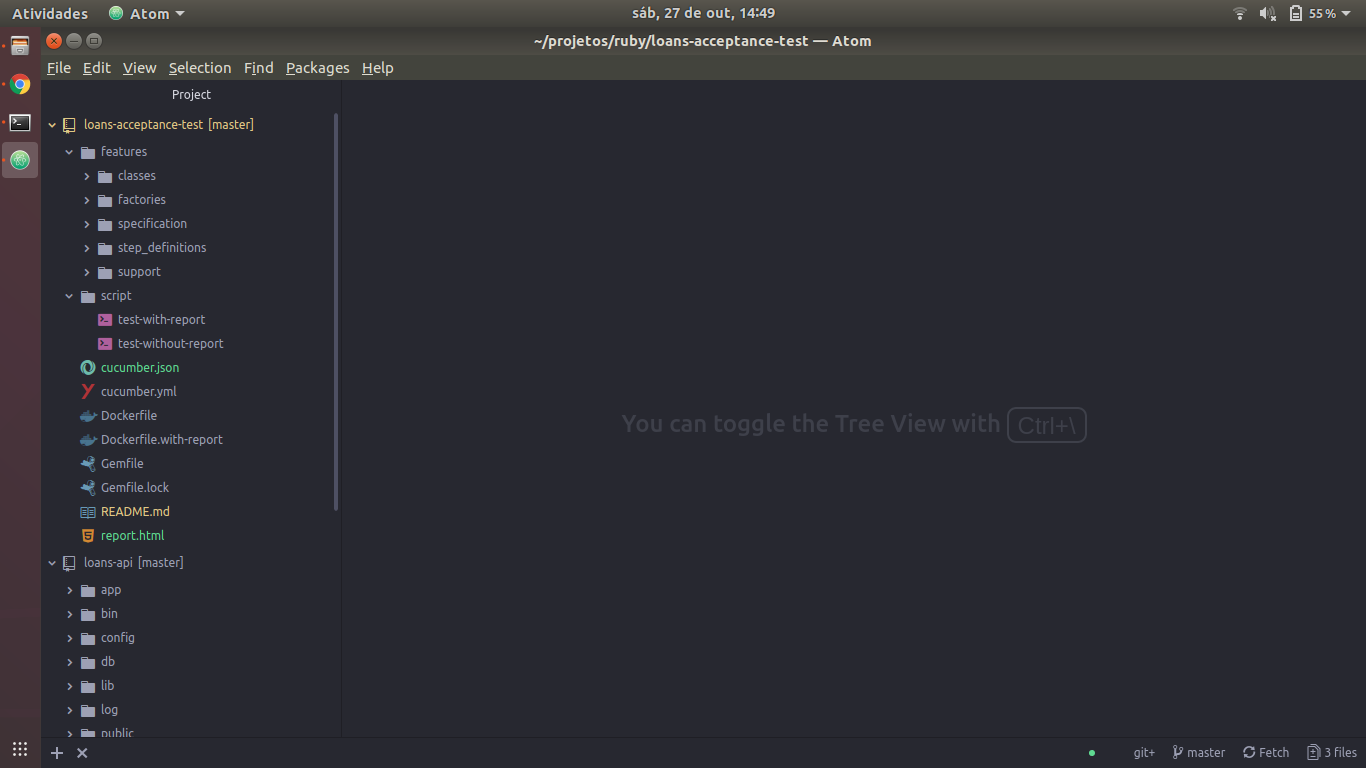 Atividades Atom sáb, 27 de out, 14:49 55%
~/projetos/ruby/loans-acceptance-test — Atom
File Edit View Selection Find Packages Help
Project
loans-acceptance-test [master]
features
classes
factories
specification
step_definitions
support
script
test-with-report
test-without-report
cucumber.json
cucumber.yml
Dockerfile
Dockerfile.with-report
Gemfile
Gemfile.lock
README.md
report.html
loans-api [master]
app
bin
config
db
lib
log
public
You can toggle the Tree View with Ctrl+\
git+ master Fetch 3 files